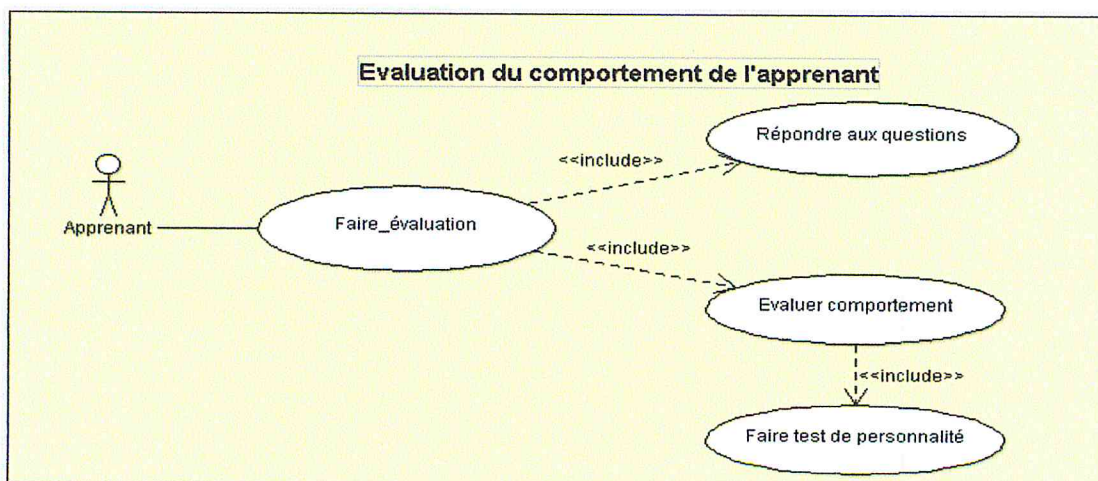 Evaluation du comportement de l'apprenant
Répondre aux questions
<<include>>
Apprenant
Faire_évaluation
<<include>>
Evaluer comportement
<<include>>
Faire test de personnalité